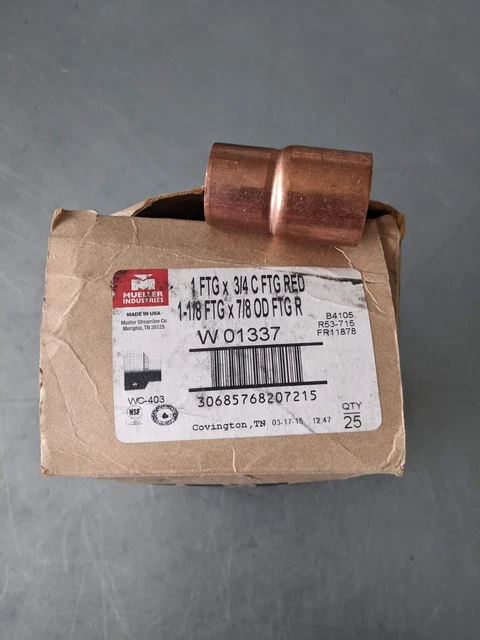 1 FTG x 3/4 C FTG RED
1-1/8 FTG x 7/8 OD FTG R
MUELLER
INDUSTRIES
W 01337
B4105
R53-715
FR11878
MADE IN USA
Mueller Streamline Co.
Memphis, TN 38125
WC-403
30685768207215
NSF
QTY
25
Covington, TN 03-17-15 12:47